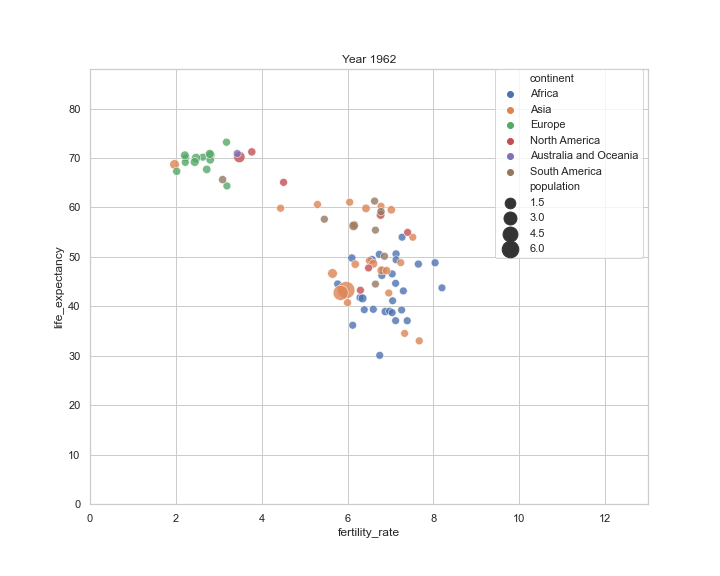 Year 1962
continent
Africa
Asia
Europe
North America
Australia and Oceania
South America
population
1.5
3.0
4.5
6.0
life_expectancy
80
70
60
50
40
30
20
10
0
0 2 4 6 8 10 12
fertility_rate